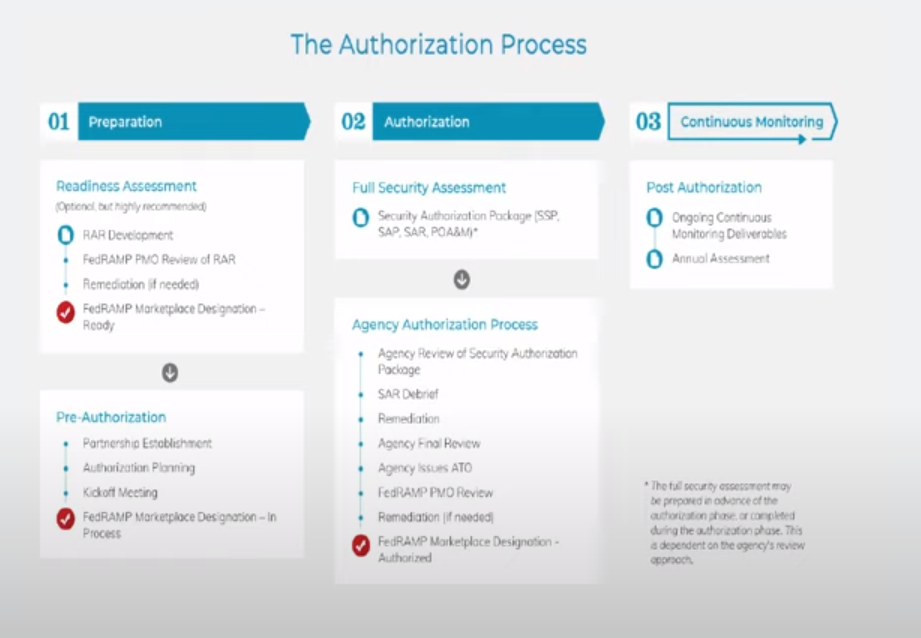 The Authorization Process
01 Preparation
Readiness Assessment
(Optional, but highly recommended)
RAR Development
FedRAMP PMO Review of RAR
Remediation (if needed)
FedRAMP Marketplace Designation –
Ready
Pre-Authorization
Partnership Establishment
Authorization Planning
Kickoff Meeting
FedRAMP Marketplace Designation – In
Process
02 Authorization
Full Security Assessment
Security Authorization Package (SSP,
SAP, SAR, POA&M)*
Agency Authorization Process
Agency Review of Security Authorization
Package
SAR Debrief
Remediation
Agency Final Review
Agency Issues ATO
FedRAMP PMO Review
Remediation (if needed)
FedRAMP Marketplace Designation -
Authorized
03 Continuous Monitoring
Post Authorization
Ongoing Continuous
Monitoring Deliverables
Annual Assessment
* The full security assessment may
be prepared in advance of the
authorization phase, or completed
during the authorization phase. This
is dependent on the agency's review
approach.